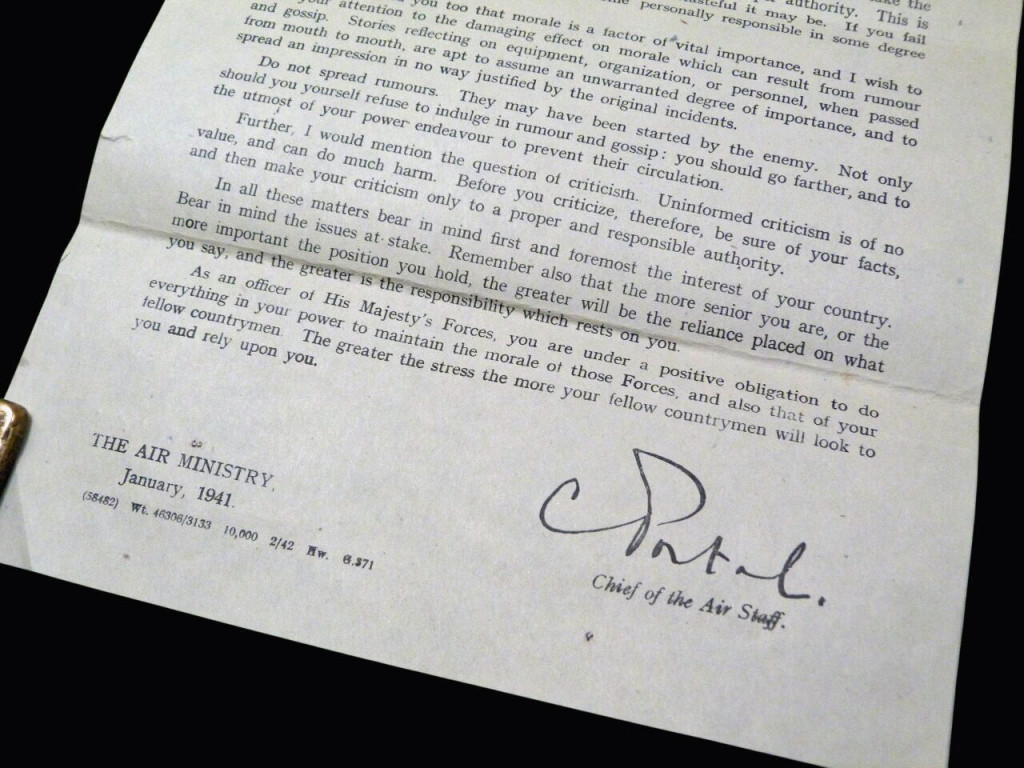 the
authority. This is
it may be. If you fail
personally responsible in some degree
you too that morale is a factor of vital importance, and I wish to
your attention to the damaging effect on morale which can result from rumour
and gossip. Stories reflecting on equipment, organization, or personnel, when passed
from mouth to mouth, are apt to assume an unwarranted degree of importance, and to
spread an impression in no way justified by the original incidents.
Do not spread rumours. They may have been started by the enemy. Not only
should you yourself refuse to indulge in rumour and gossip: you should go farther, and to
the utmost of your power endeavour to prevent their circulation.
Further, I would mention the question of criticism. Uninformed criticism is of no
value, and can do much harm. Before you criticize, therefore, be sure of your facts,
and then make your criticism only to a proper and responsible authority.
In all these matters bear in mind first and foremost the interest of your country.
Bear in mind the issues at stake. Remember also that the more senior you are, or the
more important the position you hold, the greater will be the reliance placed on what
you say, and the greater is the responsibility which rests on you.
As an officer of His Majesty's Forces, you are under a positive obligation to do
everything in your power to maintain the morale of those Forces, and also that of your
fellow countrymen. The greater the stress the more your fellow countrymen will look to
you and rely upon you.
C Portal.
Chief of the Air Staff.
THE AIR MINISTRY,
January, 1941.
(58482) Wt. 46306/3133 10,000 2/42 Hw. G.371